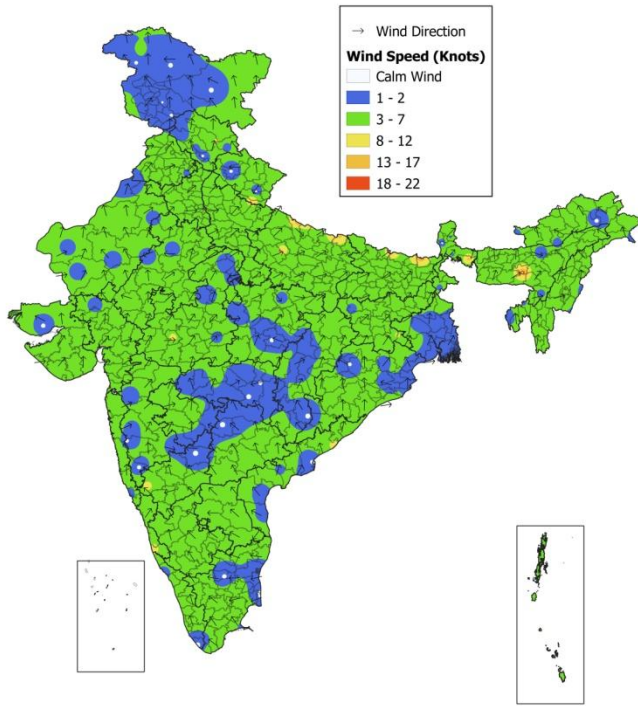 Wind Direction
Wind Speed (Knots)
Calm Wind
1 - 2
3 - 7
8 - 12
13 - 17
18 - 22